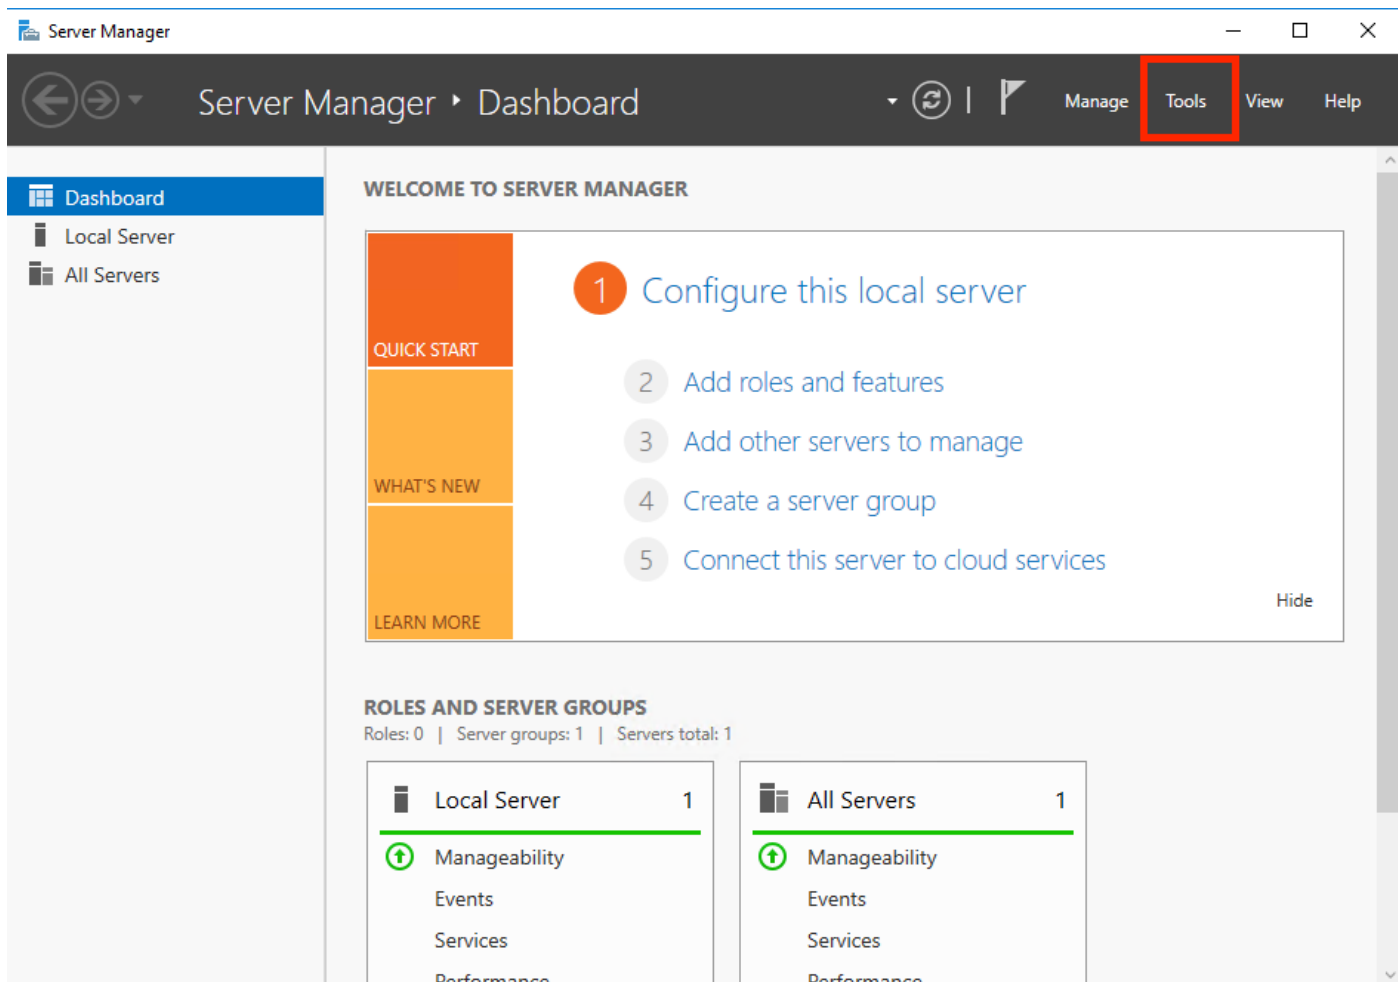 Server Manager
Server Manager ‣ Dashboard
Manage Tools View Help
Dashboard
Local Server
All Servers
WELCOME TO SERVER MANAGER
QUICK START
WHAT'S NEW
LEARN MORE
1 Configure this local server
2 Add roles and features
3 Add other servers to manage
4 Create a server group
5 Connect this server to cloud services
Hide
ROLES AND SERVER GROUPS
Roles: 0 | Server groups: 1 | Servers total: 1
Local Server 1
Manageability
Events
Services
Performance
All Servers 1
Manageability
Events
Services
Performance